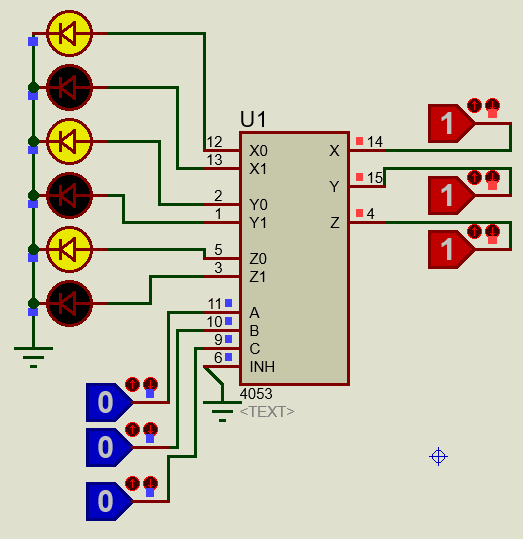 U1
12 X0 X 14
13 X1
Y 15
2 Y0
1 Y1
Z 4
5 Z0
3 Z1
11 A
10 B
9 C
6 INH
4053
<TEXT>
1
1
1
0
0
0